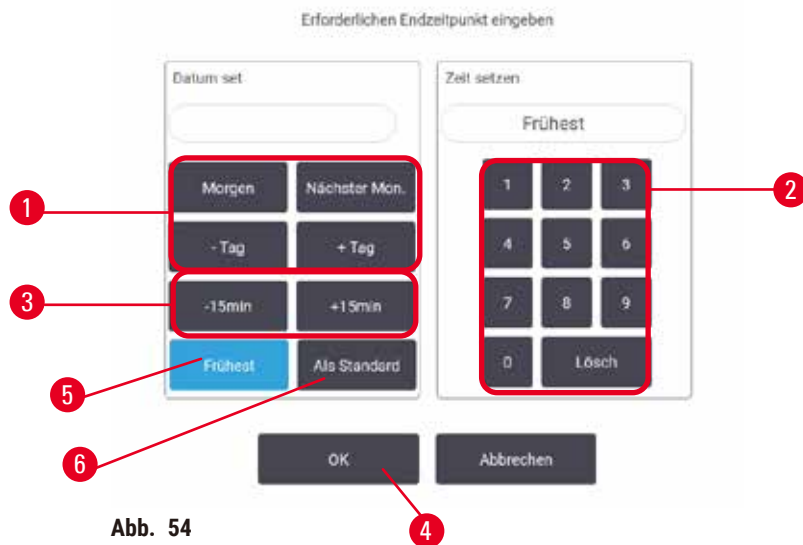 Erforderlichen Endzeitpunkt eingeben
Datum set
Zeit setzen
Frühest
Morgen
Nächster Mon.
- Tag
+ Tag
-15min
+15min
Frühest
Als Standard
1
2
3
4
5
6
7
8
9
0
Lösch
OK
Abbrechen
1
2
3
5
6
4
Abb. 54